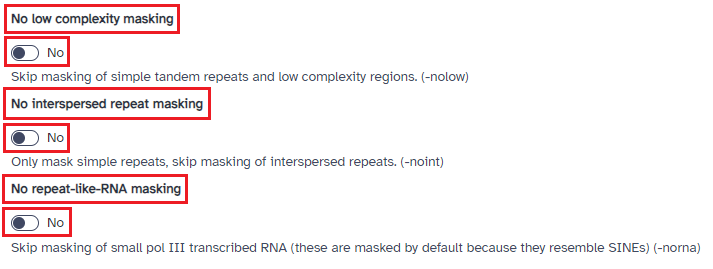 No low complexity masking
No
Skip masking of simple tandem repeats and low complexity regions. (-nolow)
No interspersed repeat masking
No
Only mask simple repeats, skip masking of interspersed repeats. (-noint)
No repeat-like-RNA masking
No
Skip masking of small pol III transcribed RNA (these are masked by default because they resemble SINEs) (-norna)